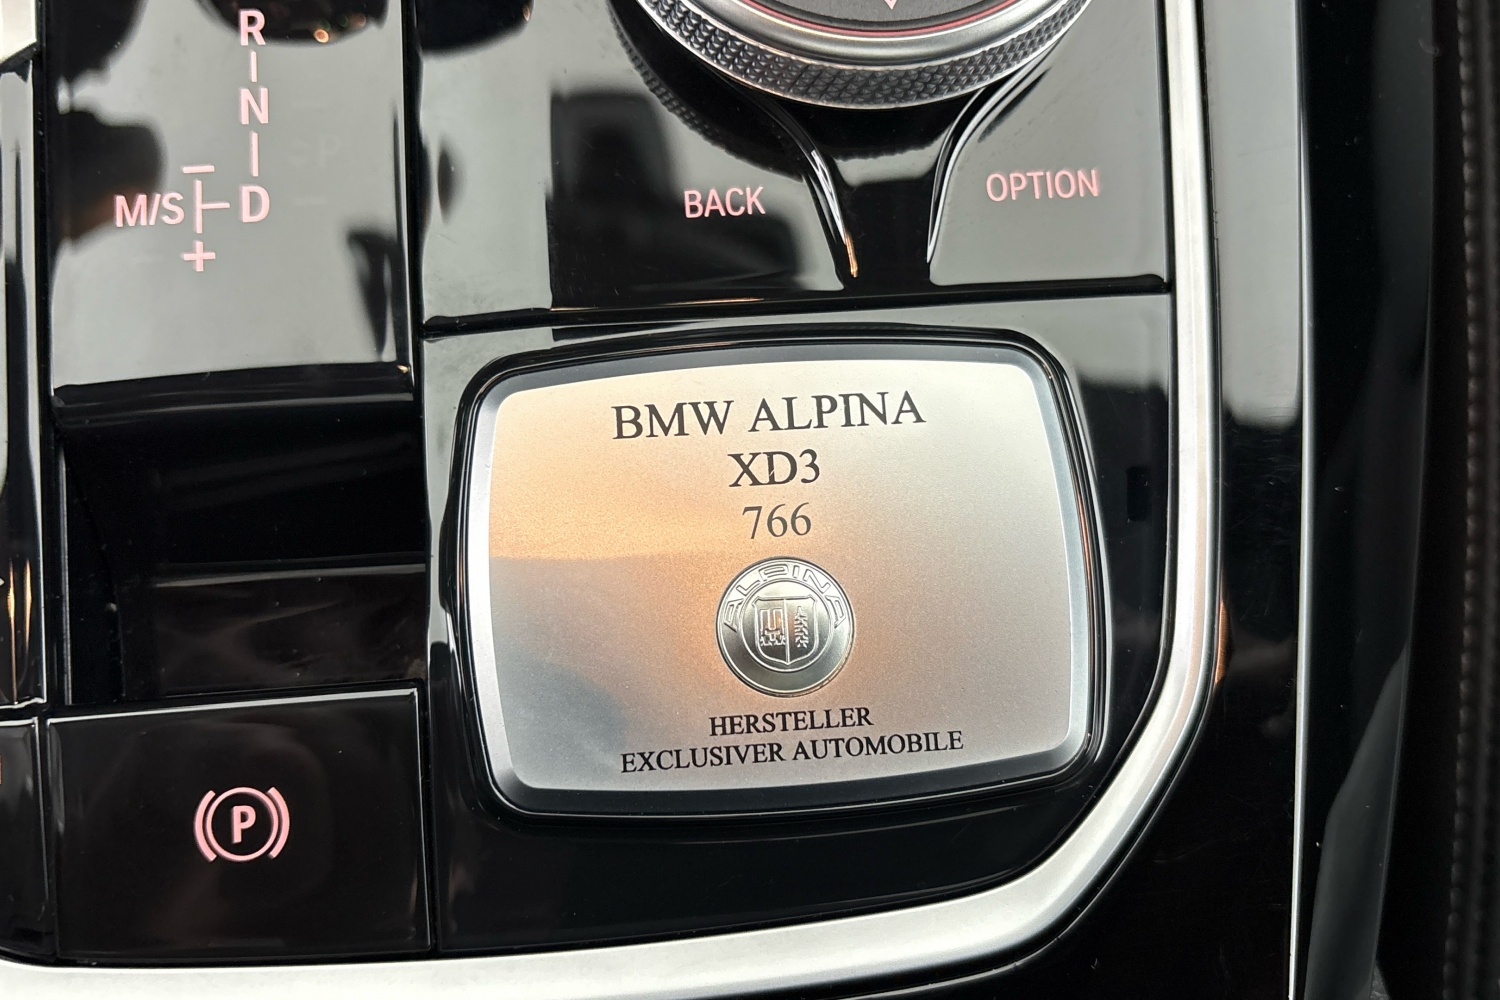 R
N
M/S D
+
BACK
OPTION
BMW ALPINA
XD3
766
ALPINA
HERSTELLER
EXCLUSIVER AUTOMOBILE
P